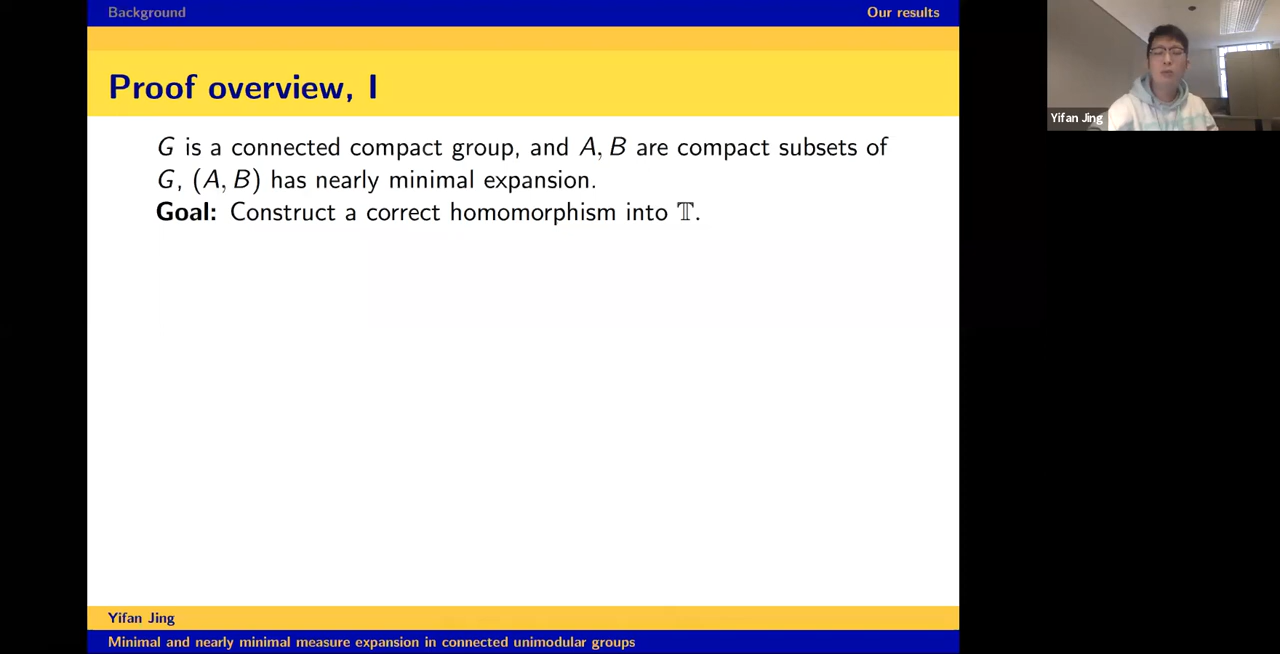 Background
Our results
Proof overview, I
G is a connected compact group, and A, B are compact subsets of
G, (A, B) has nearly minimal expansion.
Goal: Construct a correct homomorphism into 𝕋.
Yifan Jing
Yifan Jing
Minimal and nearly minimal measure expansion in connected unimodular groups